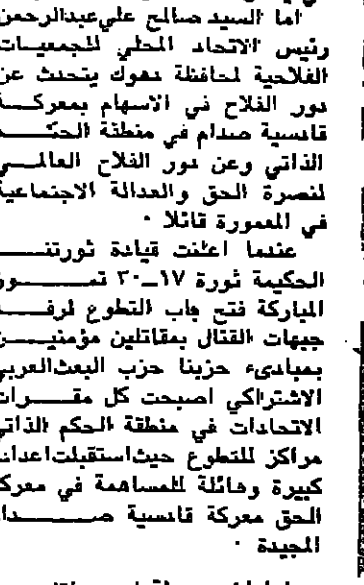 اما السيد صالح علي عبدالرحمن
رئيس الاتحاد المحلي للجمعيات
الفلاحية لمحافظة دهوك يتحدث عن
دور الفلاح في الاسهام بمعركة
قادسية صدام في منطقة الحكم
الذاتي وعن دور الفلاح العالمي
لنصرة الحق والعدالة الاجتماعية
في المعمورة قائلا ٠
عندما اعلنت قيادة ثورتنا
الحكيمة ثورة ١٧_٣٠ تموز
المباركة فتح باب التطوع لرفد
جبهات القتال بمقاتلين مؤمنين
بمبادىء حزبنا حزب البعث العربي
الاشتراكي اصبحت كل مقرات
الاتحادات في منطقة الحكم الذاتي
مراكز للتطوع حيث استقبلت اعدادا
كبيرة وهائلة للمساهمة في معركة
الحق معركة قادسية صدام
المجيدة ٠